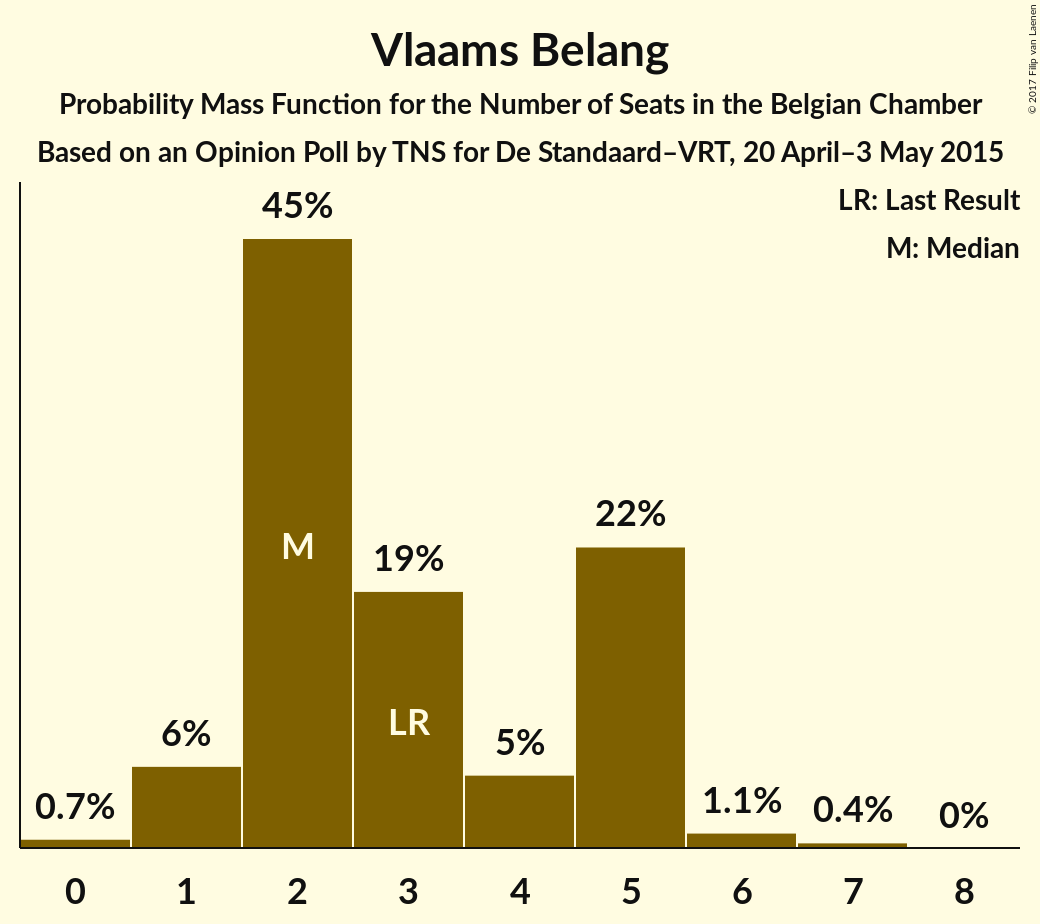 Vlaams Belang
Probability Mass Function for the Number of Seats in the Belgian Chamber
Based on an Opinion Poll by TNS for De Standaard–VRT, 20 April–3 May 2015
© 2017 Filip van Laenen
LR: Last Result
M: Median
45%
22%
M
19%
LR
6%
5%
0.7%
1.1%
0.4%
0%
0 1 2 3 4 5 6 7 8